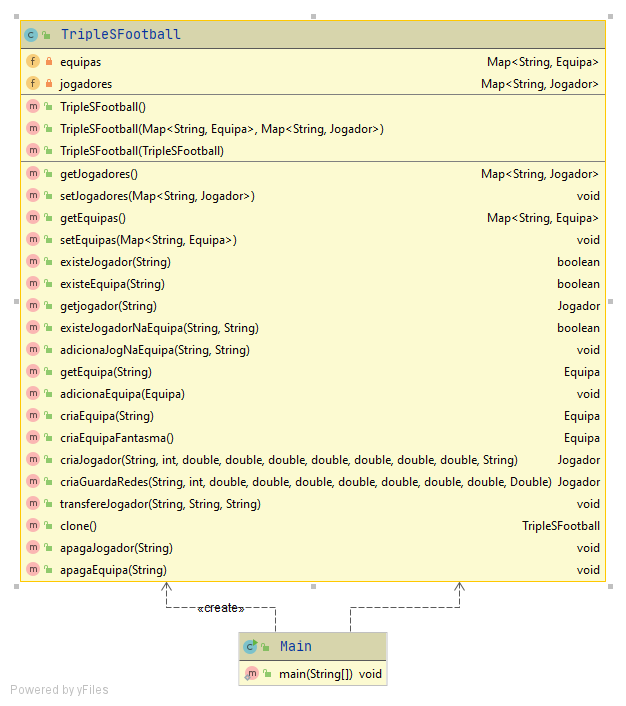 TripleSFootball
equipas Map<String, Equipa>
jogadores Map<String, Jogador>
TripleSFootball()
TripleSFootball(Map<String, Equipa>, Map<String, Jogador>)
TripleSFootball(TripleSFootball)
getJogadores() Map<String, Jogador>
setJogadores(Map<String, Jogador>) void
getEquipas() Map<String, Equipa>
setEquipas(Map<String, Equipa>) void
existeJogador(String) boolean
existeEquipa(String) boolean
getjogador(String) Jogador
existeJogadorNaEquipa(String, String) boolean
adicionaJogNaEquipa(String, String) void
getEquipa(String) Equipa
adicionaEquipa(Equipa) void
criaEquipa(String) Equipa
criaEquipaFantasma() Equipa
criaJogador(String, int, double, double, double, double, double, double, double, String) Jogador
criaGuardaRedes(String, int, double, double, double, double, double, double, double, Double) Jogador
transfereJogador(String, String, String) void
clone() TripleSFootball
apagaJogador(String) void
apagaEquipa(String) void
«create»
Main
main(String[]) void
Powered by yFiles